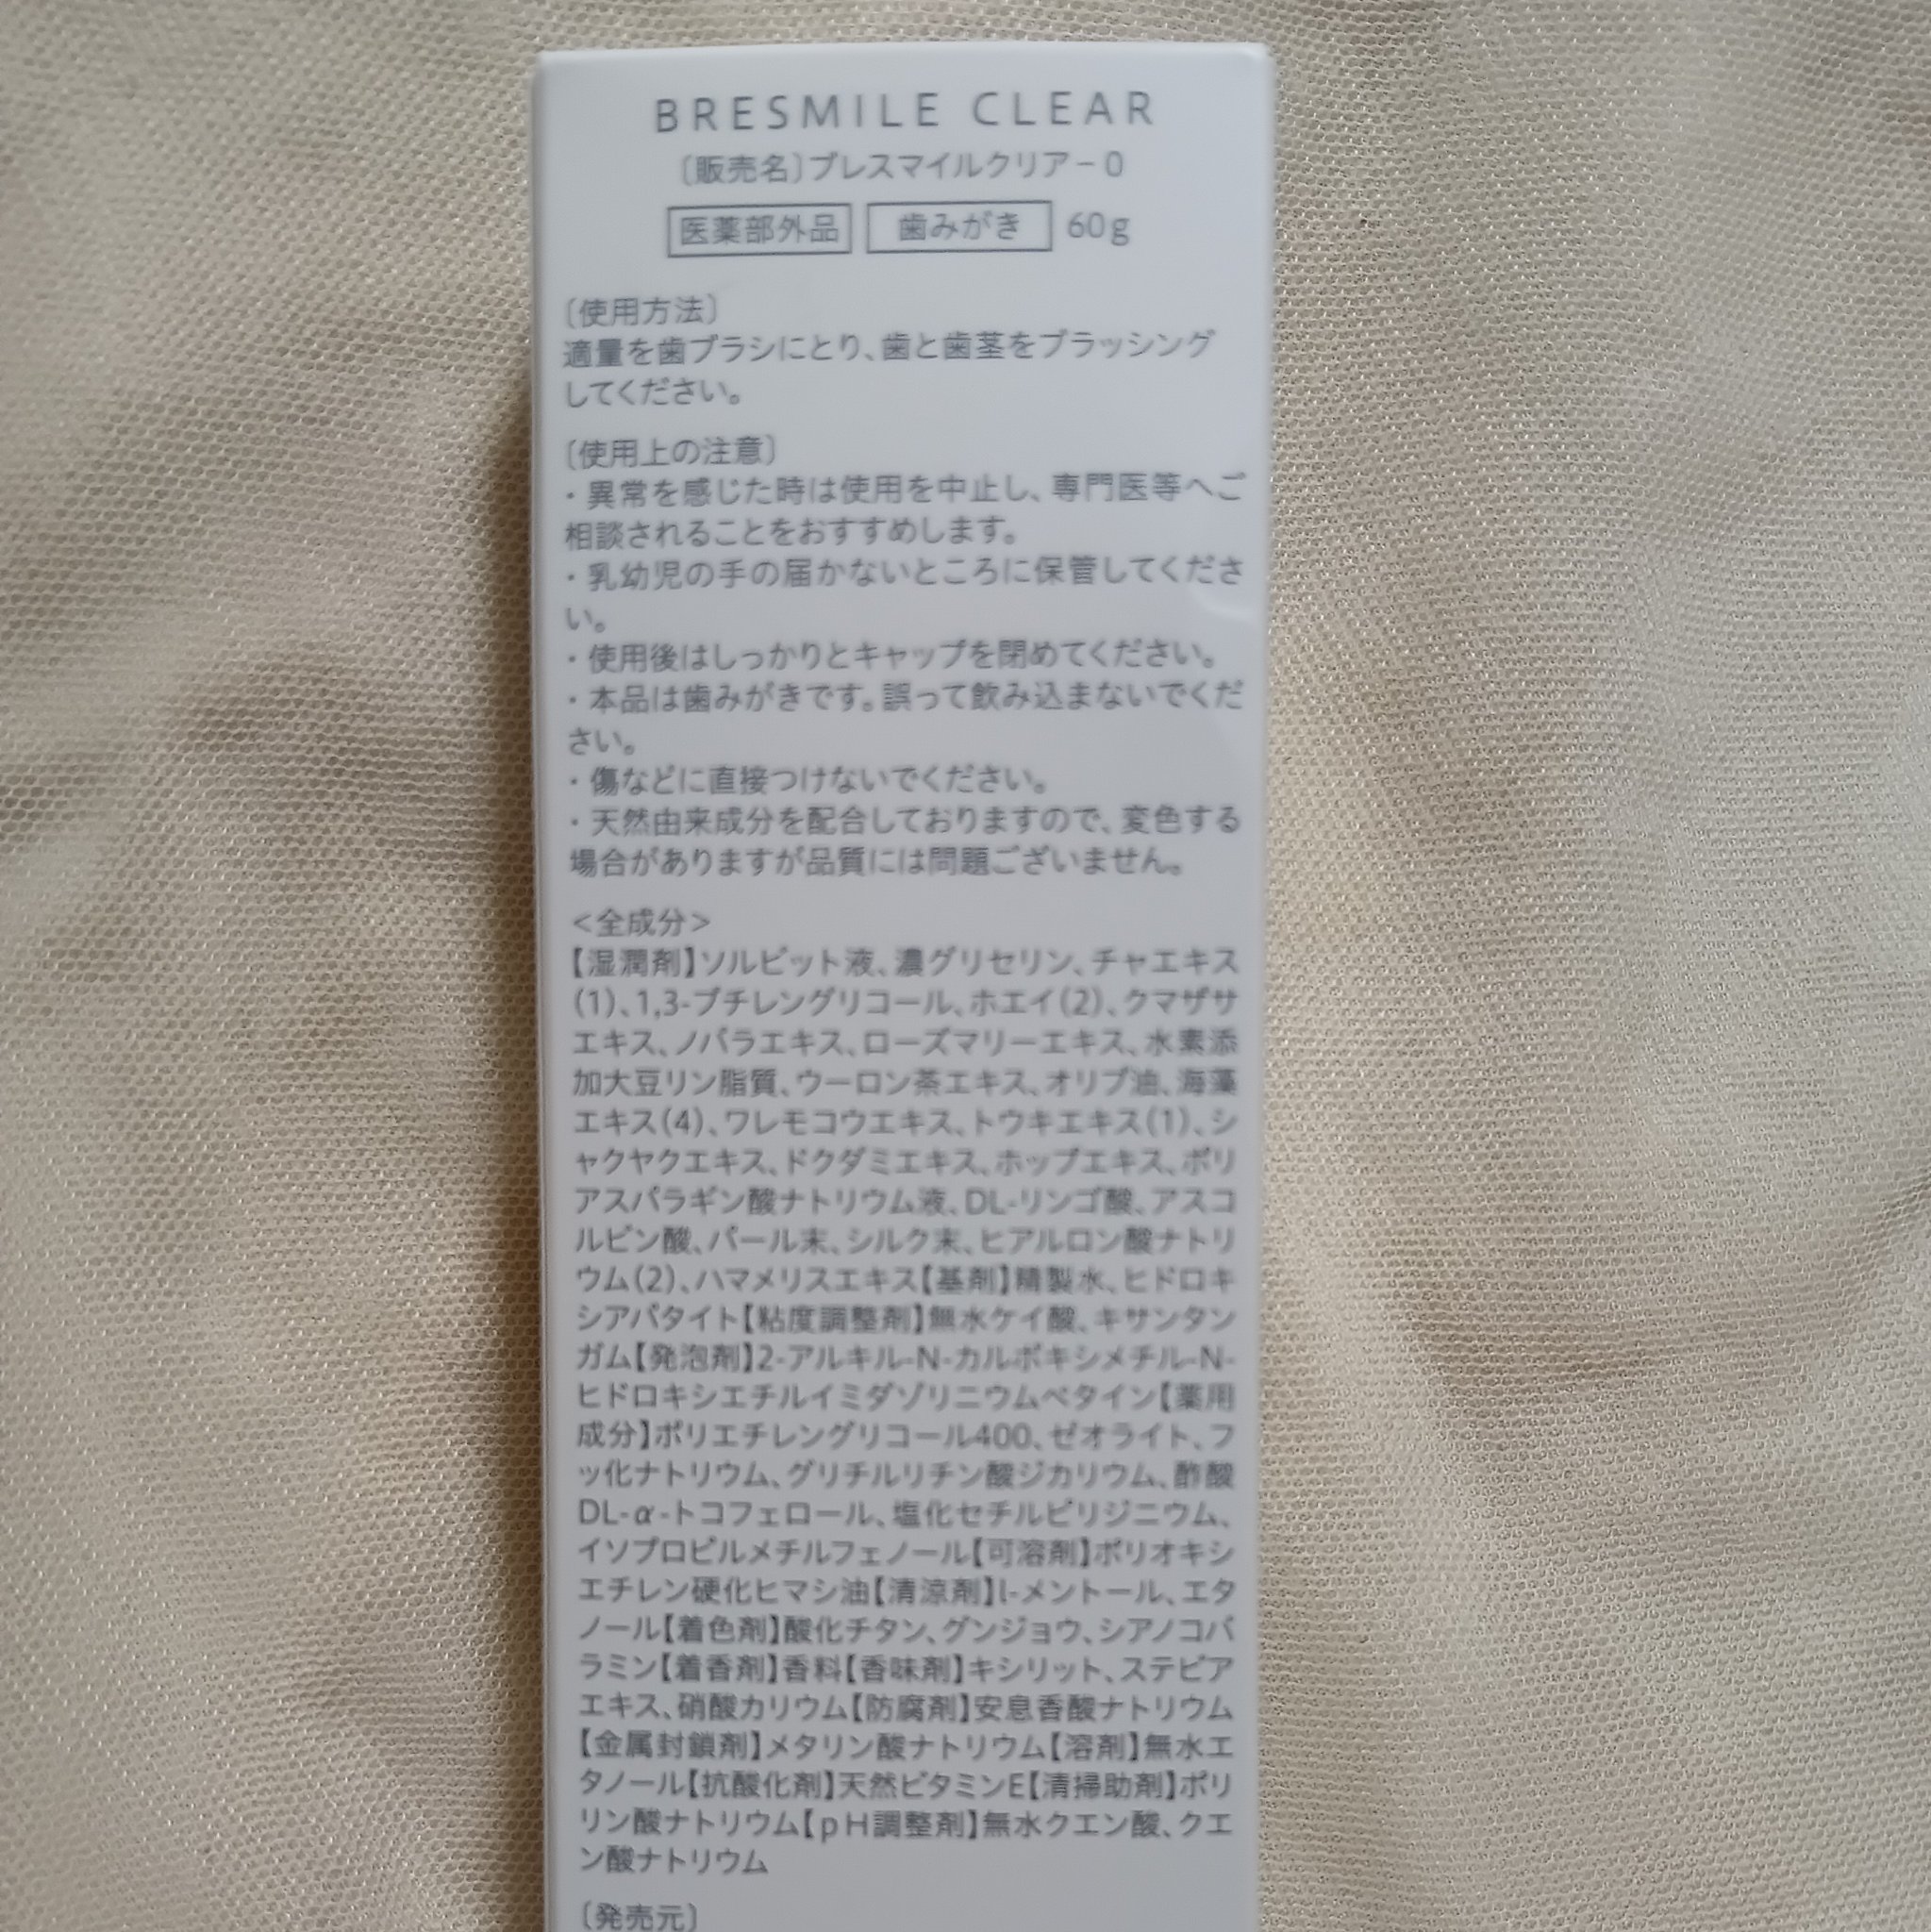 BRESMILE CLEAR
〔販売名〕ブレスマイルクリアー0
医薬部外品 歯みがき 60g
〔使用方法〕
適量を歯ブラシにとり、歯と歯茎をブラッシング
してください。
〔使用上の注意〕
・異常を感じた時は使用を中止し、専門医等へご
相談されることをおすすめします。
・乳幼児の手の届かないところに保管してくださ
い。
・使用後はしっかりとキャップを閉めてください。
・本品は歯みがきです。誤って飲み込まないでくだ
さい。
・傷などに直接つけないでください。
・天然由来成分を配合しておりますので、変色する
場合がありますが品質には問題ございません。
<全成分>
【湿潤剤】ソルビット液、濃グリセリン、チャエキス
(1)、1,3-ブチレングリコール、ホエイ(2)、クマザサ
エキス、ノバラエキス、ローズマリーエキス、水素添
加大豆リン脂質、ウーロン茶エキス、オリブ油、海藻
エキス(4)、ワレモコウエキス、トウキエキス(1)、シ
ャクヤクエキス、ドクダミエキス、ホップエキス、ポリ
アスパラギン酸ナトリウム液、DL-リンゴ酸、アスコ
ルビン酸、パール末、シルク末、ヒアルロン酸ナトリ
ウム(2)、ハマメリスエキス【基剤】精製水、ヒドロキ
シアパタイト【粘度調整剤】無水ケイ酸、キサンタン
ガム【発泡剤】2-アルキル-N-カルボキシメチル-N-
ヒドロキシエチルイミダゾリニウムベタイン【薬用
成分】ポリエチレングリコール400、ゼオライト、フ
ッ化ナトリウム、グリチルリチン酸ジカリウム、酢酸
DL-α-トコフェロール、塩化セチルピリジニウム、
イソプロピルメチルフェノール【可溶剤】ポリオキシ
エチレン硬化ヒマシ油【清涼剤】l-メントール、エタ
ノール【着色剤】酸化チタン、グンジョウ、シアノコバ
ラミン【着香剤】香料【香味剤】キシリット、ステビア
エキス、硝酸カリウム【防腐剤】安息香酸ナトリウム
【金属封鎖剤】メタリン酸ナトリウム【溶剤】無水エ
タノール【抗酸化剤】天然ビタミンE【清掃助剤】ポリ
リン酸ナトリウム【pH調整剤】無水クエン酸、クエ
ン酸ナトリウム
〔発売元〕